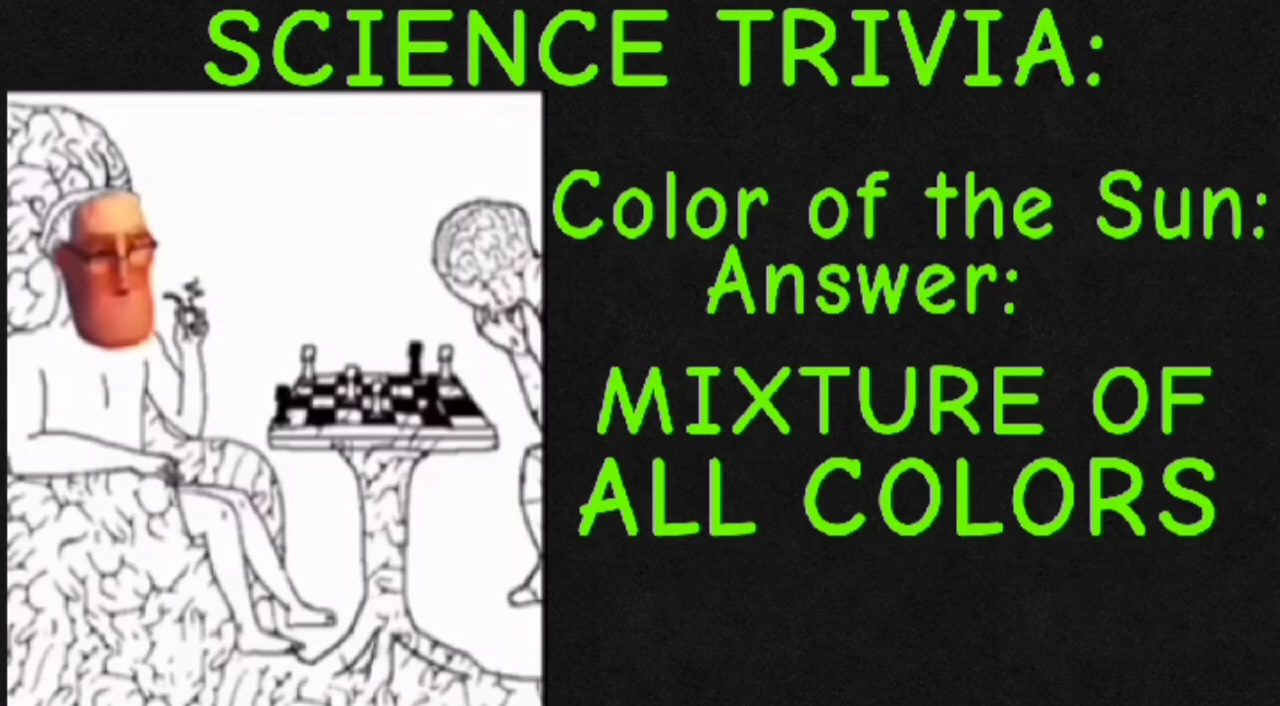 SCIENCE TRIVIA:
Color of the Sun:
Answer:
MIXTURE OF
ALL COLORS